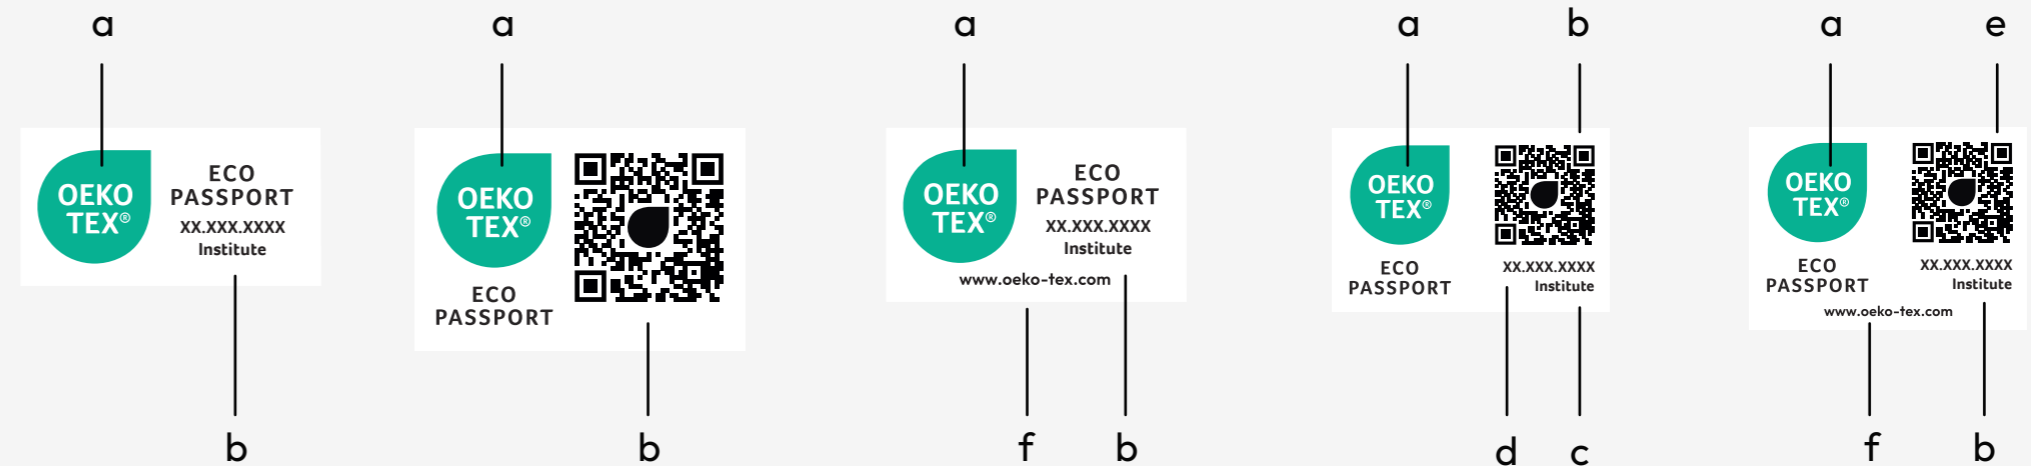 a
a
a
a
b
a
e
OEKO
TEX®
ECO
PASSPORT
XX.XXX.XXXX
Institute
b
OEKO
TEX®
ECO
PASSPORT
b
OEKO
TEX®
ECO
PASSPORT
XX.XXX.XXXX
Institute
www.oeko-tex.com
f
b
OEKO
TEX®
ECO
PASSPORT
XX.XXX.XXXX
Institute
d
c
OEKO
TEX®
ECO
PASSPORT
XX.XXX.XXXX
Institute
www.oeko-tex.com
f
b